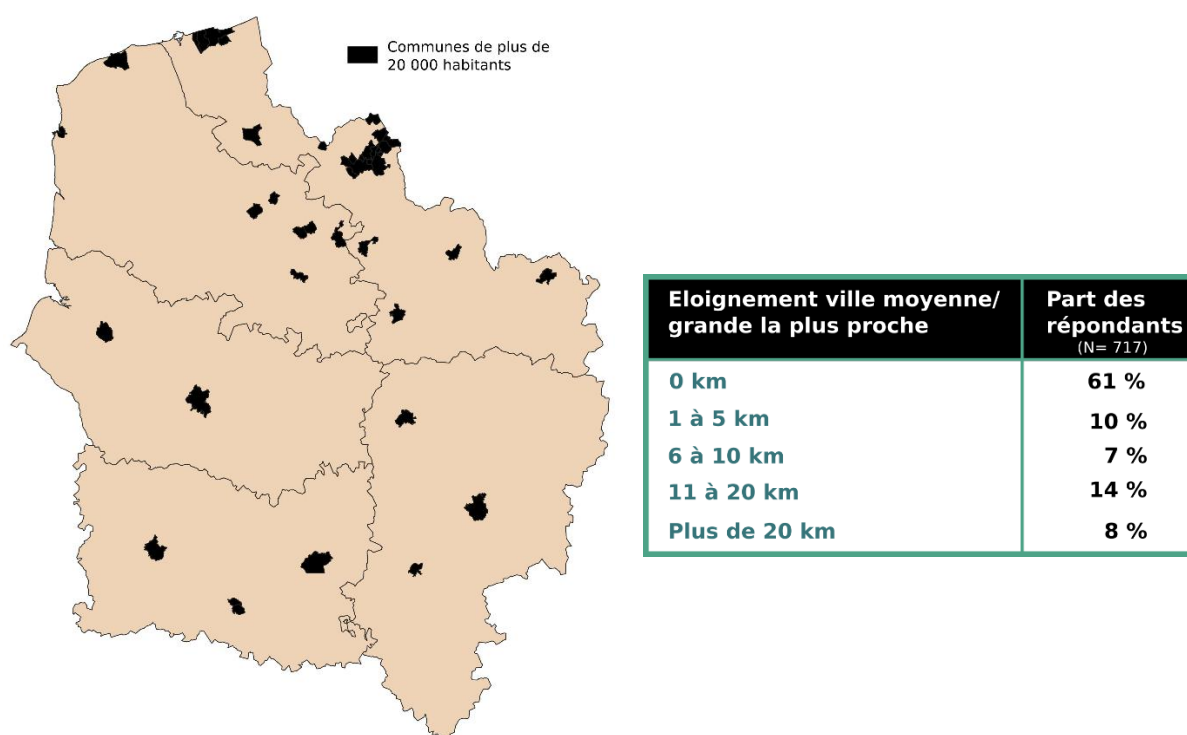 Communes de plus de
20 000 habitants
Eloignement ville moyenne/
grande la plus proche
Part des
répondants
(N= 717)
0 km 61 %
1 à 5 km 10 %
6 à 10 km 7 %
11 à 20 km 14 %
Plus de 20 km 8 %